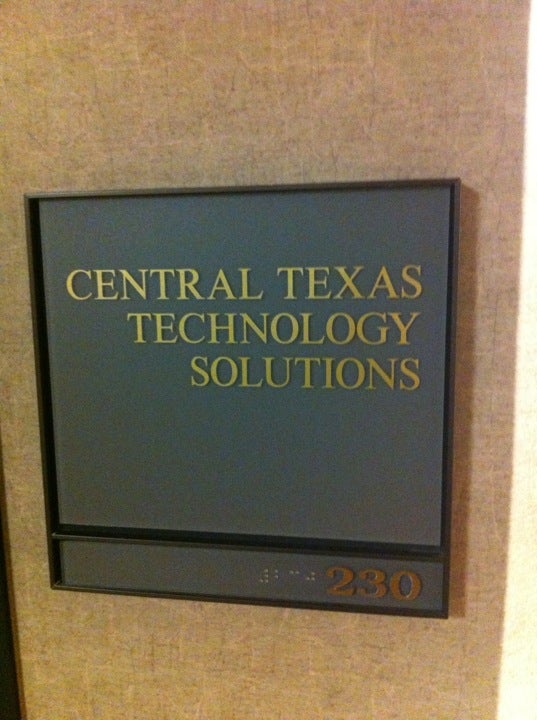 CENTRAL TEXAS
TECHNOLOGY
SOLUTIONS
230